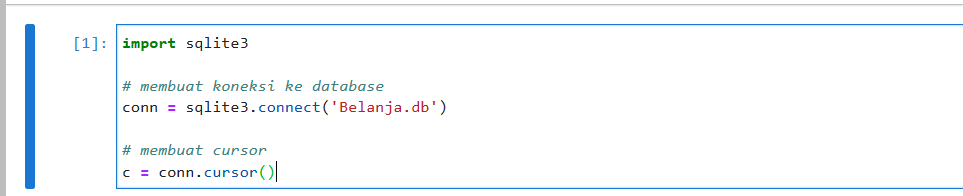 [1]: import sqlite3
# membuat koneksi ke database
conn = sqlite3.connect('Belanja.db')
# membuat cursor
c = conn.cursor()